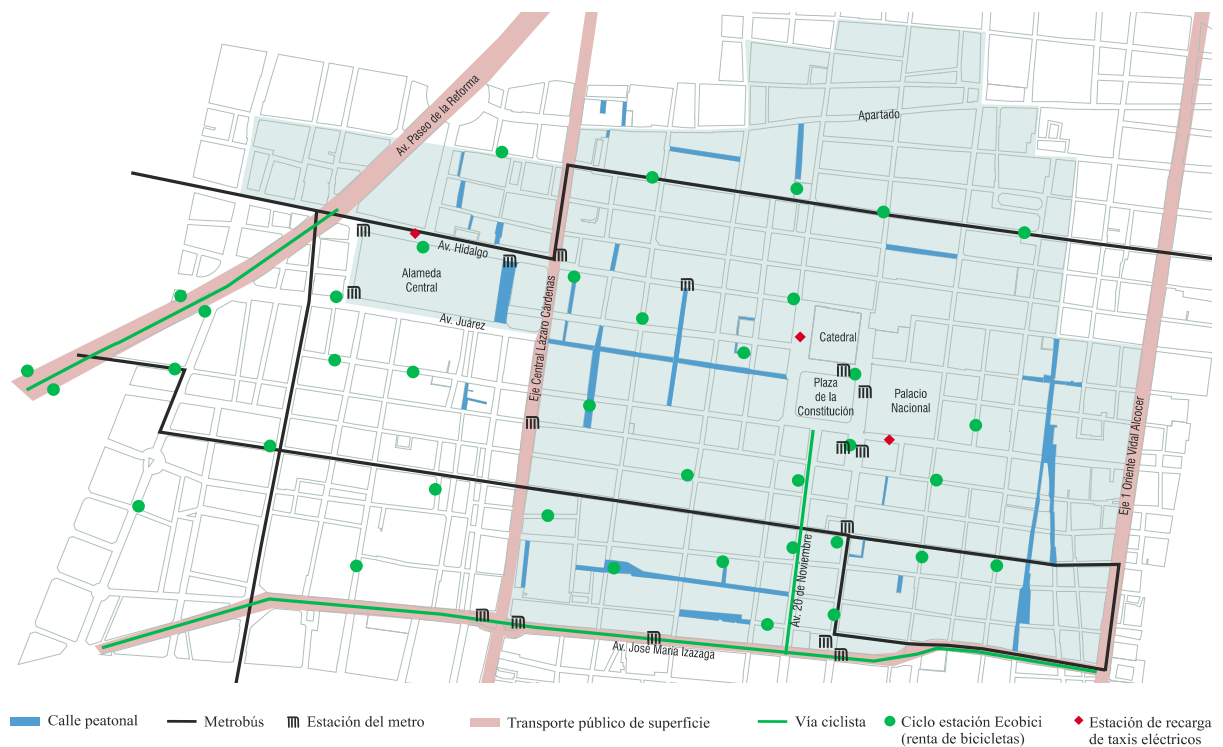 Av. Paseo de la Reforma
Apartado
Av. Hidalgo
Alameda
Central
Av. Juárez
Eje Central Lázaro Cárdenas
Catedral
Plaza
de la
Constitución
Palacio
Nacional
Eje 1 Oriente Vidal Alcocer
Av. 20 de Noviembre
Av. José María Izazaga
Calle peatonal
Metrobús
Estación del metro
Transporte público de superficie
Vía ciclista
Ciclo estación Ecobici
(renta de bicicletas)
Estación de recarga
de taxis eléctricos